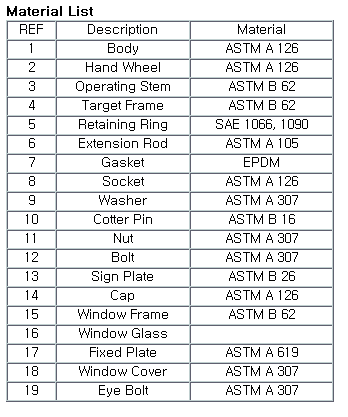 Material List
REF Description Material
1 Body ASTM A 126
2 Hand Wheel ASTM A 126
3 Operating Stem ASTM B 62
4 Target Frame ASTM B 62
5 Retaining Ring SAE 1066, 1090
6 Extension Rod ASTM A 105
7 Gasket EPDM
8 Socket ASTM A 126
9 Washer ASTM A 307
10 Cotter Pin ASTM B 16
11 Nut ASTM A 307
12 Bolt ASTM A 307
13 Sign Plate ASTM B 26
14 Cap ASTM A 126
15 Window Frame ASTM B 62
16 Window Glass
17 Fixed Plate ASTM A 619
18 Window Cover ASTM A 307
19 Eye Bolt ASTM A 307